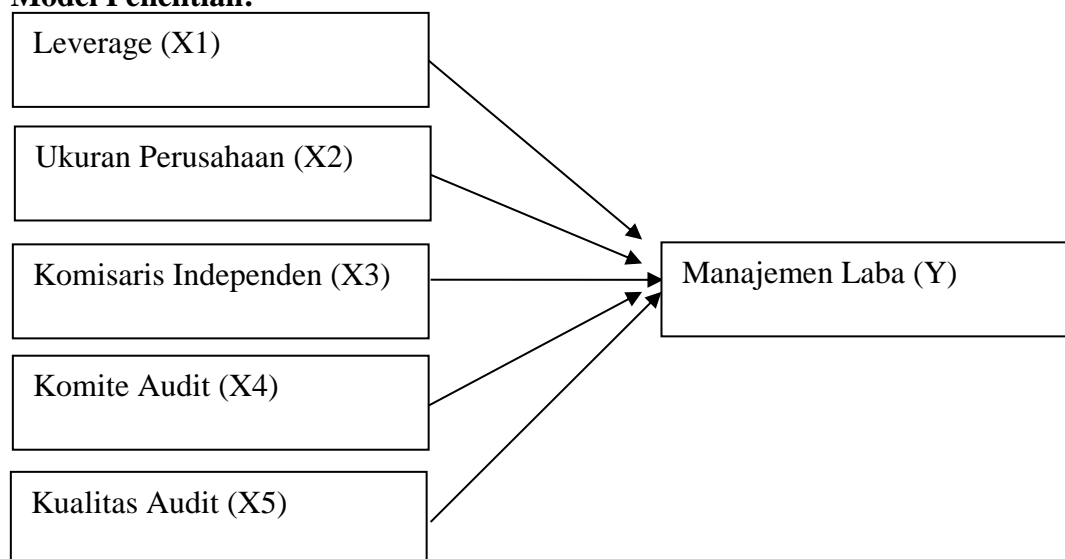 Model Penelitian:
Leverage (X1)
Ukuran Perusahaan (X2)
Komisaris Independen (X3)
Manajemen Laba (Y)
Komite Audit (X4)
Kualitas Audit (X5)